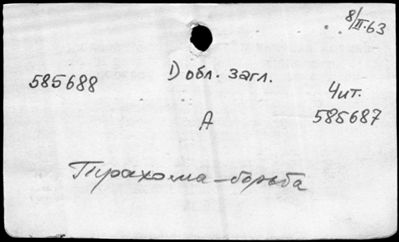 8/II.63
1) обл. загл.
585688
Чит.
А
585687
Трахома – борьба